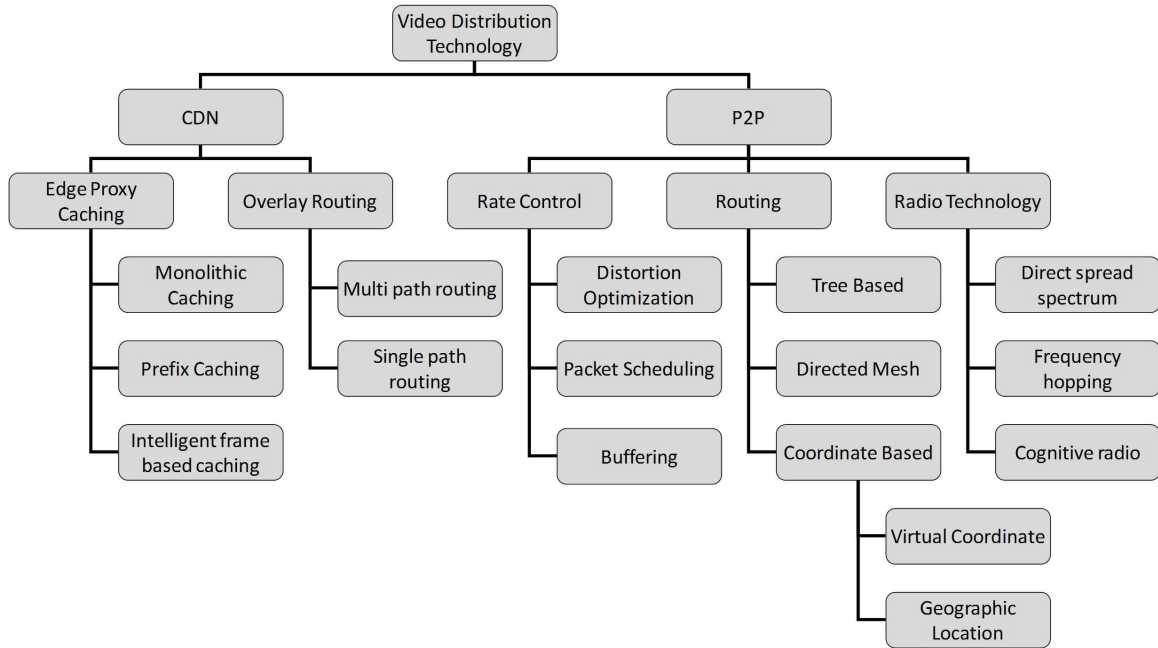 Video Distribution
Technology
CDN
P2P
Edge Proxy
Caching
Overlay Routing
Rate Control
Routing
Radio Technology
Monolithic
Caching
Multi path routing
Distortion
Optimization
Tree Based
Direct spread
spectrum
Prefix Caching
Single path
routing
Packet Scheduling
Directed Mesh
Frequency
hopping
Intelligent frame
based caching
Buffering
Coordinate Based
Cognitive radio
Virtual Coordinate
Geographic
Location